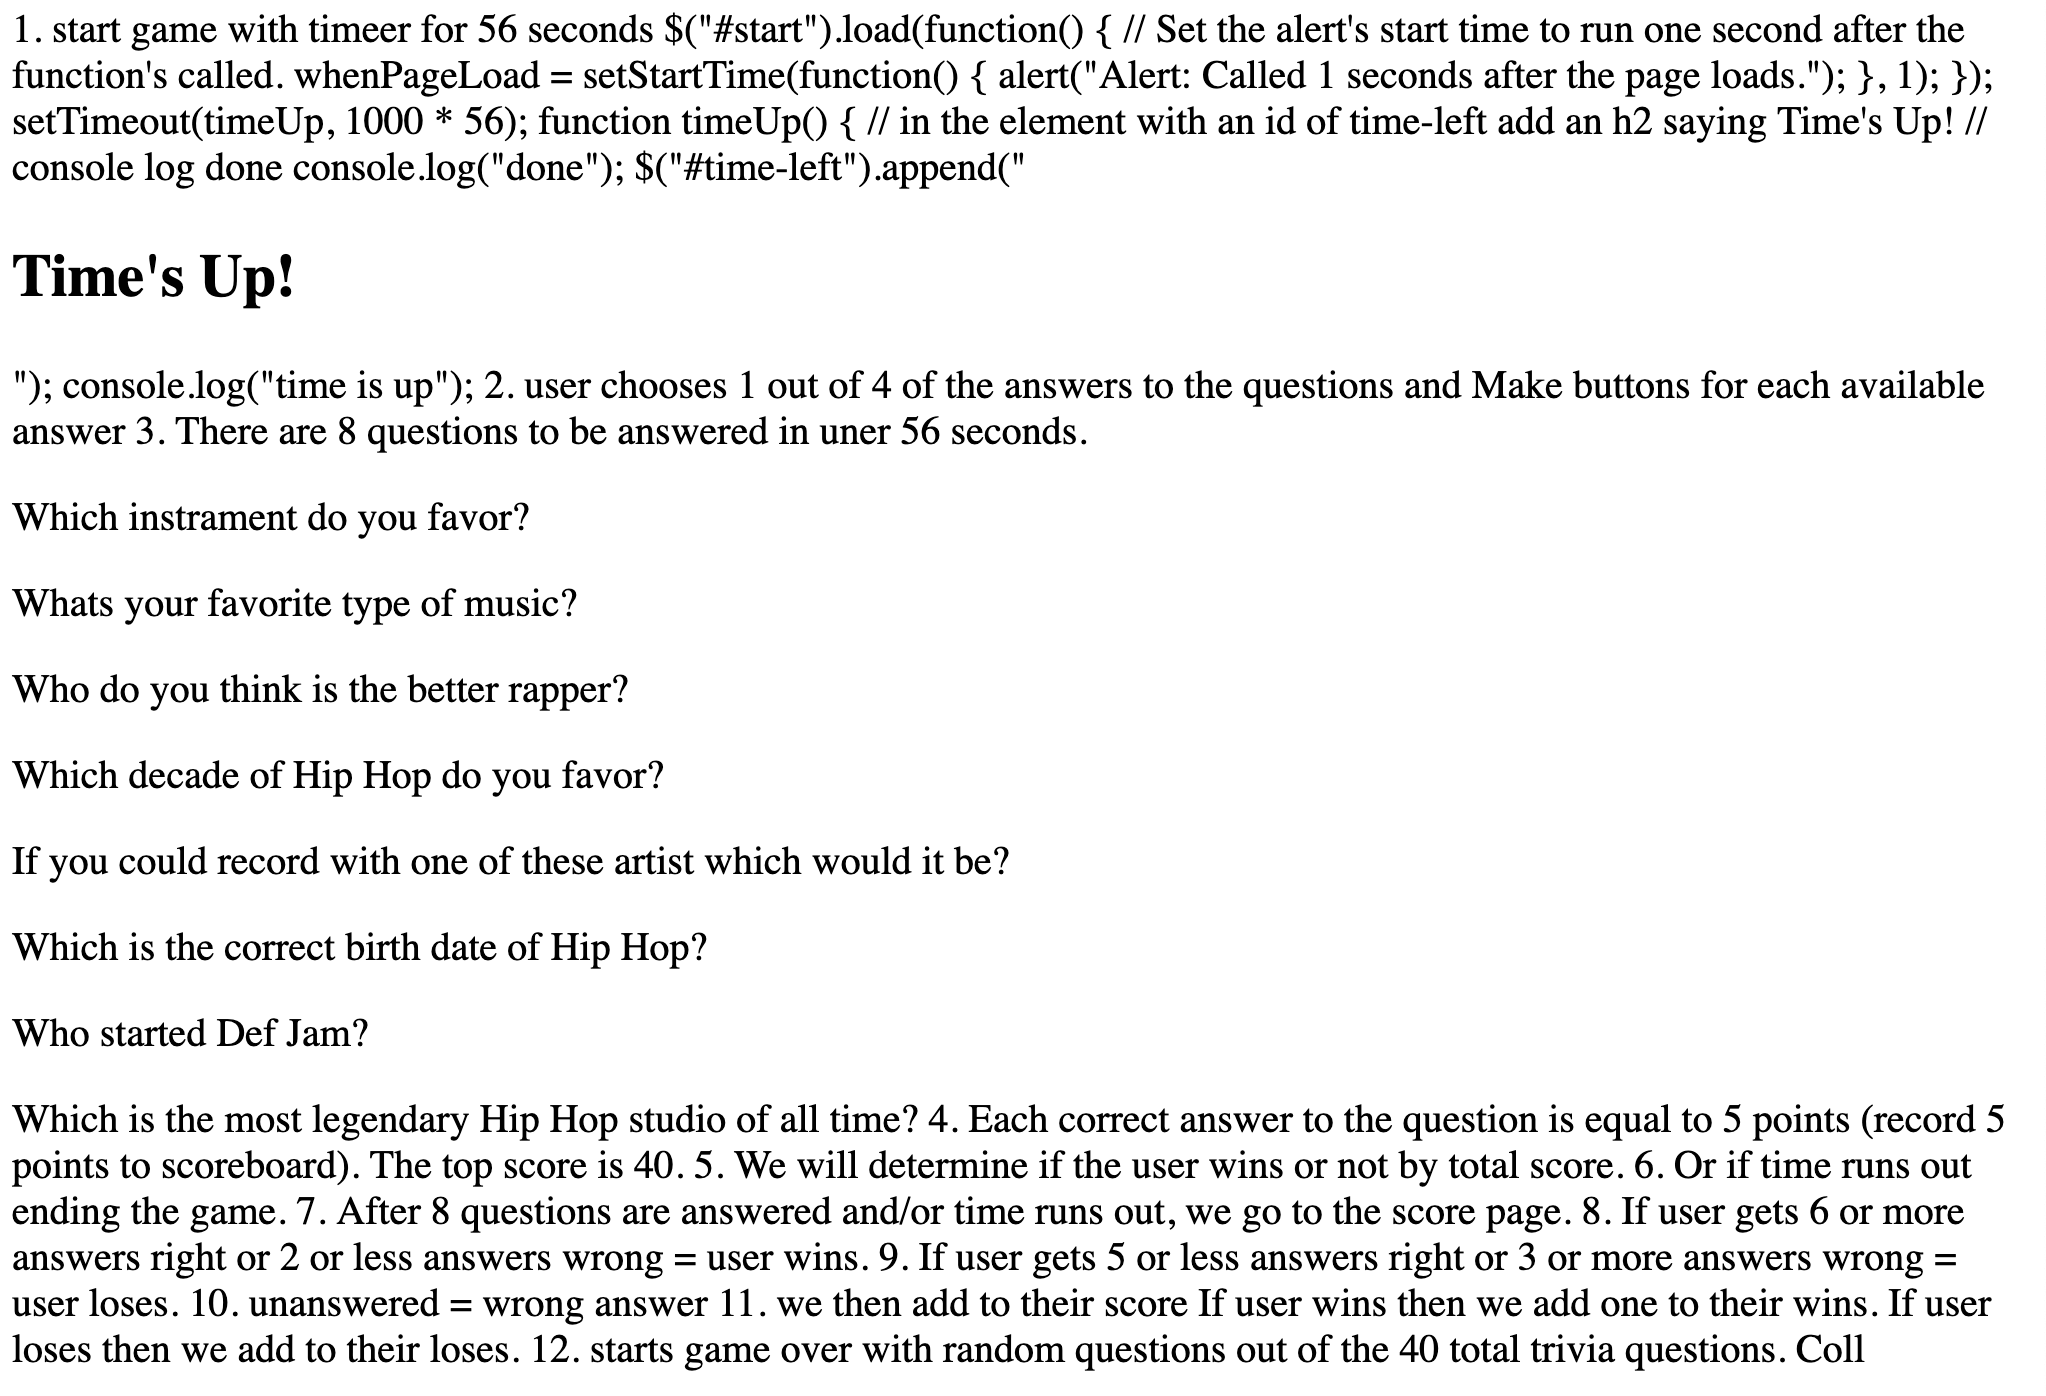 1. start game with timeer for 56 seconds $("#start").load(function() { // Set the alert's start time to run one second after the
function's called. whenPageLoad = setStartTime(function() { alert("Alert: Called 1 seconds after the page loads."); }, 1); });
setTimeout(timeUp, 1000 * 56); function timeUp() { // in the element with an id of time-left add an h2 saying Time's Up! //
console log done console.log("done"); $("#time-left").append("
Time's Up!
"); console.log("time is up"); 2. user chooses 1 out of 4 of the answers to the questions and Make buttons for each available
answer 3. There are 8 questions to be answered in uner 56 seconds.
Which instrament do you favor?
Whats your favorite type of music?
Who do you think is the better rapper?
Which decade of Hip Hop do you favor?
If you could record with one of these artist which would it be?
Which is the correct birth date of Hip Hop?
Who started Def Jam?
Which is the most legendary Hip Hop studio of all time? 4. Each correct answer to the question is equal to 5 points (record 5
points to scoreboard). The top score is 40. 5. We will determine if the user wins or not by total score. 6. Or if time runs out
ending the game. 7. After 8 questions are answered and/or time runs out, we go to the score page. 8. If user gets 6 or more
answers right or 2 or less answers wrong = user wins. 9. If user gets 5 or less answers right or 3 or more answers wrong =
user loses. 10. unanswered = wrong answer 11. we then add to their score If user wins then we add one to their wins. If user
loses then we add to their loses. 12. starts game over with random questions out of the 40 total trivia questions. Coll